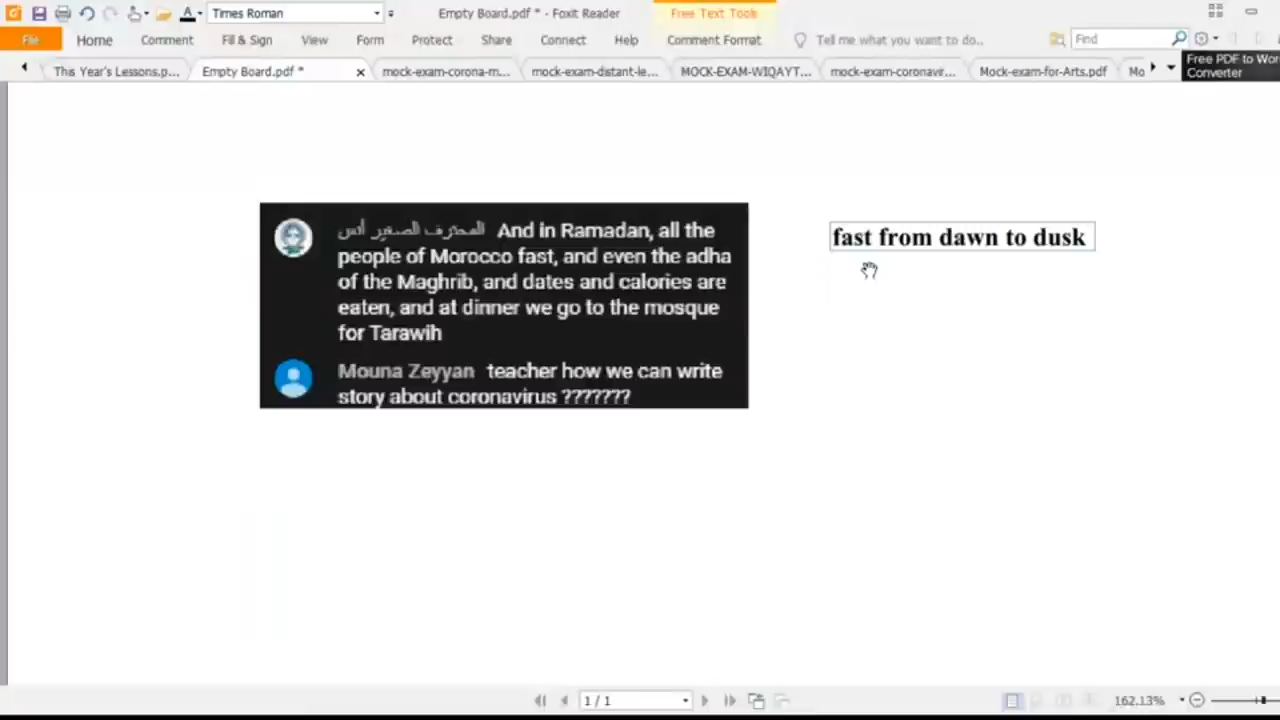 Times Roman
Empty Board.pdf * - Foxit Reader
Free Text Tools
File
Home
Comment
Fill & Sign
View
Form
Protect
Share
Connect
Help
Comment Format
Tell me what you want to do..
Find
This Year's Lessons.p...
Empty Board.pdf *
mock-exam-corona-m...
mock-exam-distant-le...
MOCK-EXAM-WIQAYT...
mock-exam-coronavir...
Mock-exam-for-Arts.pdf
Mo
Free PDF to Wor
Converter
المحترف الصغير أنس And in Ramadan, all the
people of Morocco fast, and even the adha
of the Maghrib, and dates and calories are
eaten, and at dinner we go to the mosque
for Tarawih
Mouna Zeyyan teacher how we can write
story about coronavirus ???????
fast from dawn to dusk
1 / 1
162.13%